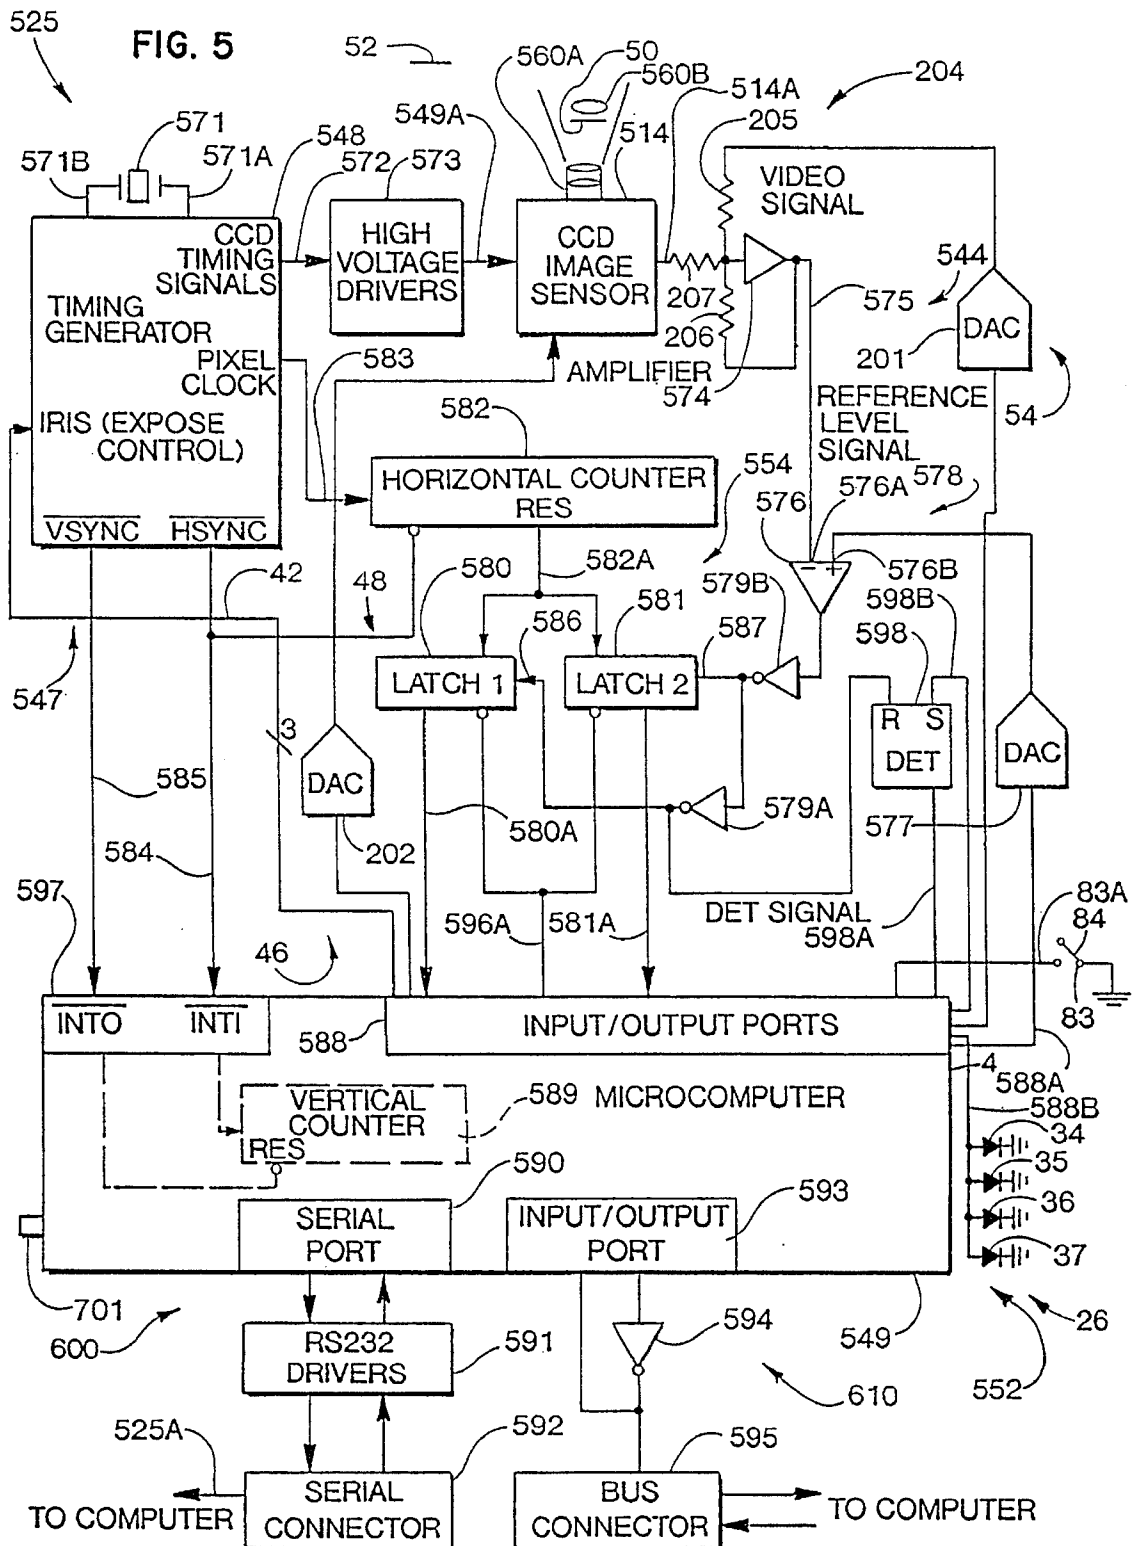 525
FIG. 5
52
560A
50
560B
514A
204
571
548
549A
514
205
571B
571A
572
573
VIDEO
SIGNAL
CCD
TIMING
SIGNALS
HIGH
VOLTAGE
DRIVERS
CCD
IMAGE
SENSOR
544
TIMING
GENERATOR
207
575
206
201
DAC
PIXEL
CLOCK
583
AMPLIFIER
574
54
IRIS (EXPOSE
CONTROL)
582
REFERENCE
LEVEL
SIGNAL
HORIZONTAL COUNTER
RES
554
576
576A
578
VSYNC
HSYNC
– +
42
48
580
582A
581
579B
576B
598B
586
587
598
547
LATCH 1
LATCH 2
R S
DET
3
DAC
DAC
585
580A
579A
577
584
202
597
DET SIGNAL
598A
83A
84
46
596A
581A
83
INTO
INTI
588
INPUT/OUTPUT PORTS
4
588A
VERTICAL
COUNTER
RES
589
MICROCOMPUTER
588B
34
590
35
SERIAL
PORT
INPUT/OUTPUT
PORT
593
36
37
701
600
594
549
26
RS232
DRIVERS
591
610
552
525A
592
595
TO COMPUTER
SERIAL
CONNECTOR
BUS
CONNECTOR
TO COMPUTER